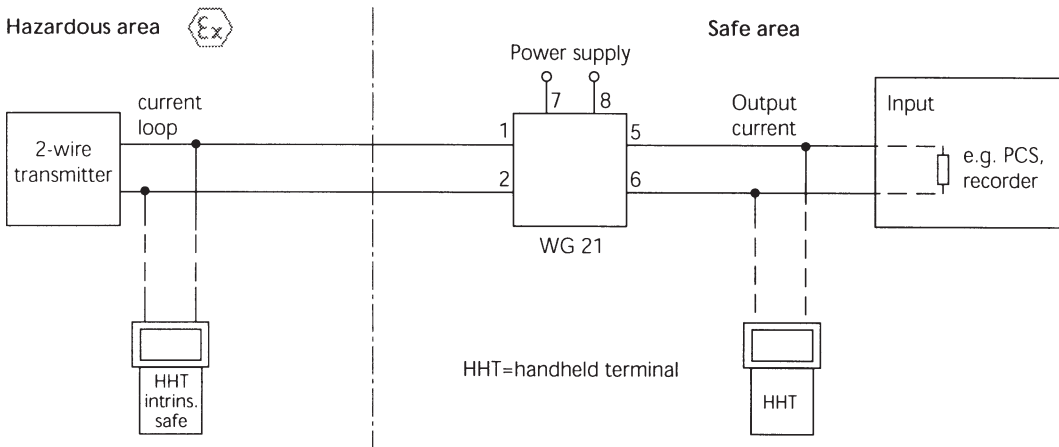 Hazardous area
Ex
Safe area
Power supply
7
8
current
loop
2-wire
transmitter
1
2
5
6
WG 21
Output
current
Input
e.g. PCS,
recorder
HHT
intrins.
safe
HHT=handheld terminal
HHT